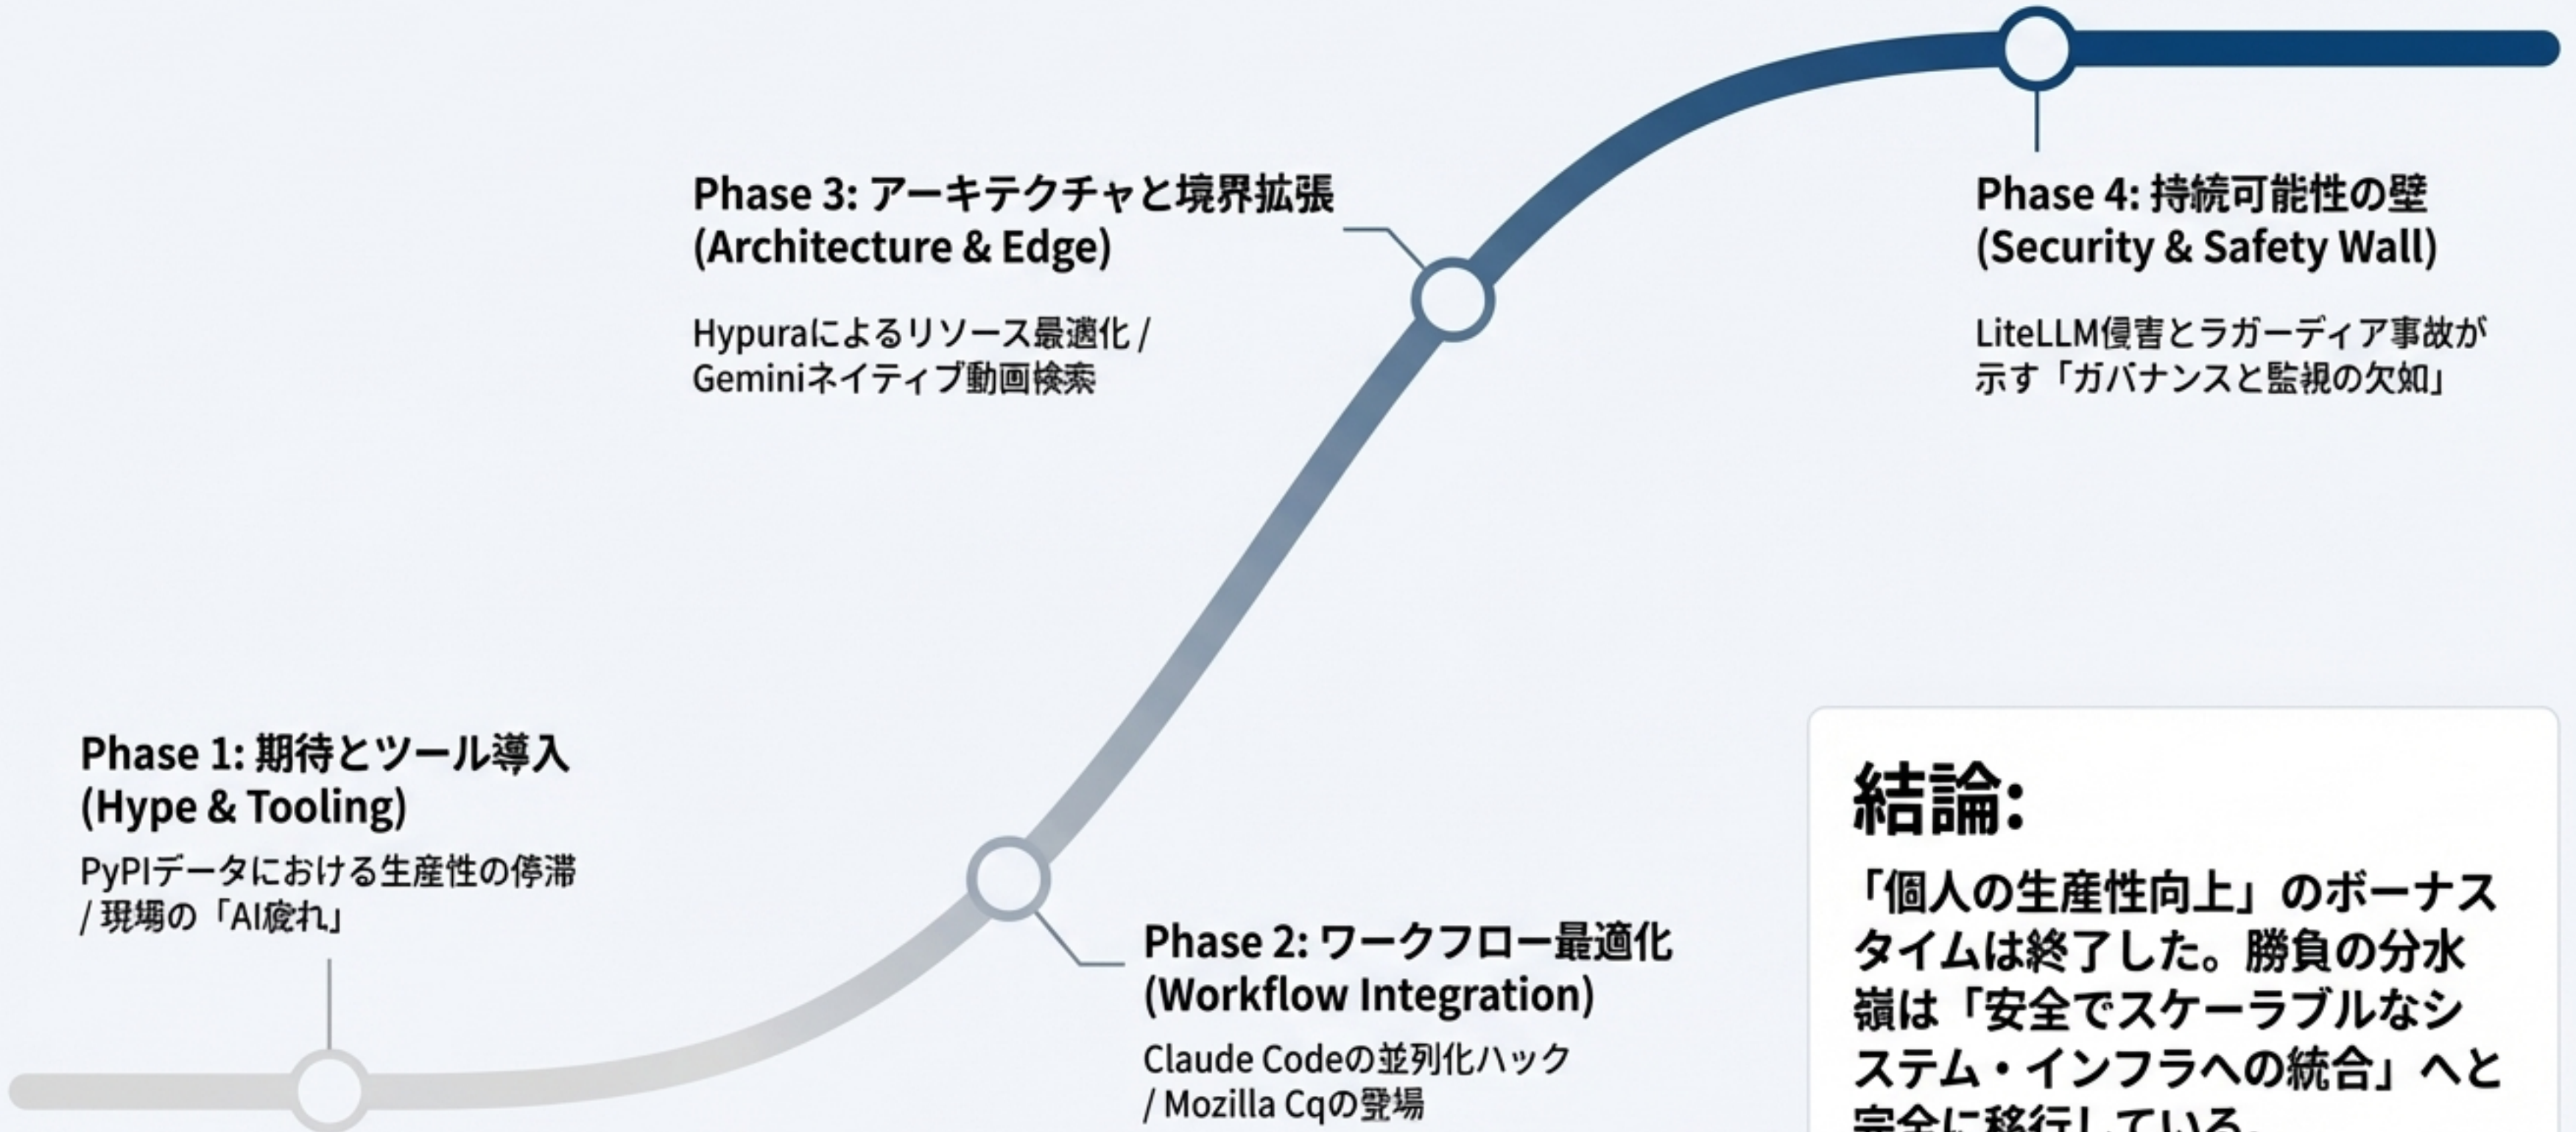 Phase 1: 期待とツール導入
(Hype & Tooling)
PyPIデータにおける生産性の停滞
/ 現場の「AI疲れ」
Phase 2: ワークフロー最適化
(Workflow Integration)
Claude Codeの並列化ハック
/ Mozilla Cqの登場
Phase 3: アーキテクチャと境界拡張
(Architecture & Edge)
Hypuraによるリソース最適化 /
Geminiネイティブ動画検索
Phase 4: 持続可能性の壁
(Security & Safety Wall)
LiteLLM侵害とラガーディア事故が
示す「ガバナンスと監視の欠如」
結論:
「個人の生産性向上」のボーナス
タイムは終了した。勝負の分水
嶺は「安全でスケーラブルなシ
ステム・インフラへの統合」へと
完全に移行している。